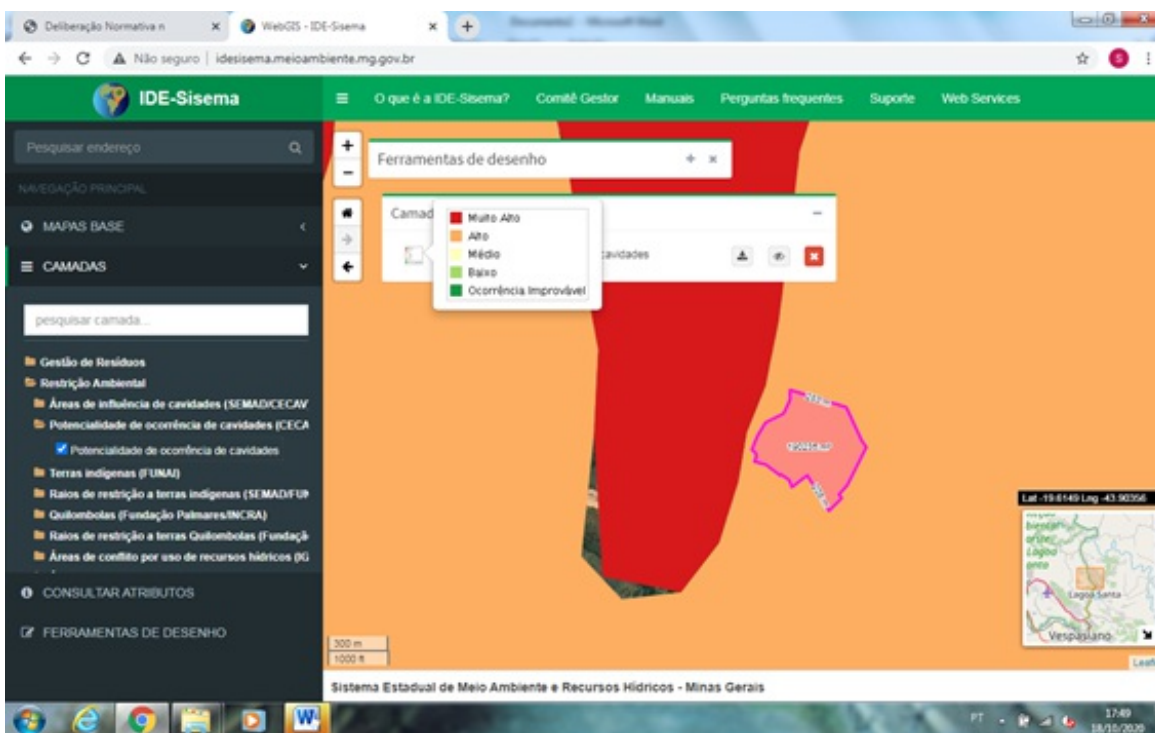 Deliberação Normativa n
WebGIS - IDE-Sisema
Não seguro | idesisema.meioambiente.mg.gov.br
S
IDE-Sisema
O que é a IDE-Sisema?
Comitê Gestor
Manuais
Perguntas frequentes
Suporte
Web Services
Pesquisar endereço
NAVEGAÇÃO PRINCIPAL
MAPAS BASE
CAMADAS
pesquisar camada...
Gestão de Resíduos
Restrição Ambiental
Áreas de influência de cavidades (SEMAD/CECAV
Potencialidade de ocorrência de cavidades (CECA
Potencialidade de ocorrência de cavidades
Terras indígenas (FUNAI)
Raios de restrição a terras indígenas (SEMAD/FUN
Quilombolas (Fundação Palmares/INCRA)
Raios de restrição a terras Quilombolas (Fundaçã
Áreas de conflito por uso de recursos hídricos (IG
CONSULTAR ATRIBUTOS
FERRAMENTAS DE DESENHO
Ferramentas de desenho
Camad
cavidades
Muito Alto
Alto
Médio
Baixo
Ocorrência Improvável
Lat -19.6149 Lng -43.90356
Lagoa Santa
Vespasiano
300 m
1000 ft
Leafl
Sistema Estadual de Meio Ambiente e Recursos Hídricos - Minas Gerais
PT
17:49
18/10/2020